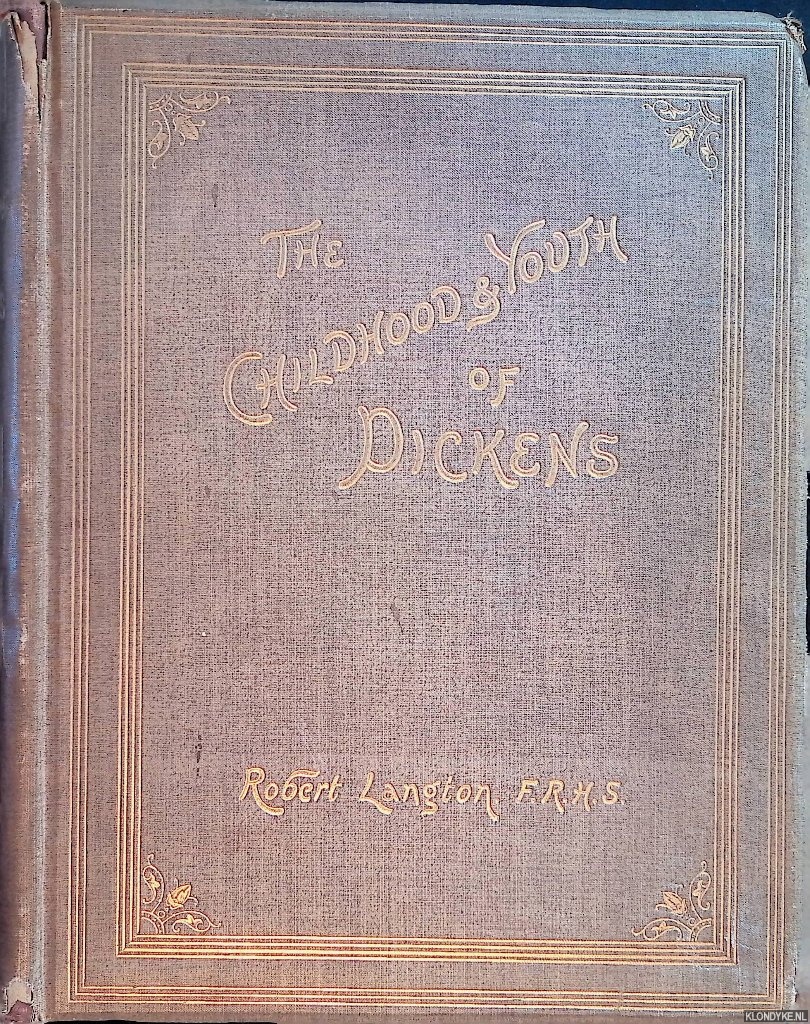 THE
CHILDHOOD & YOUTH
OF
DICKENS
Robert Langton, F.R.H.S.
KLONDYKE.NL